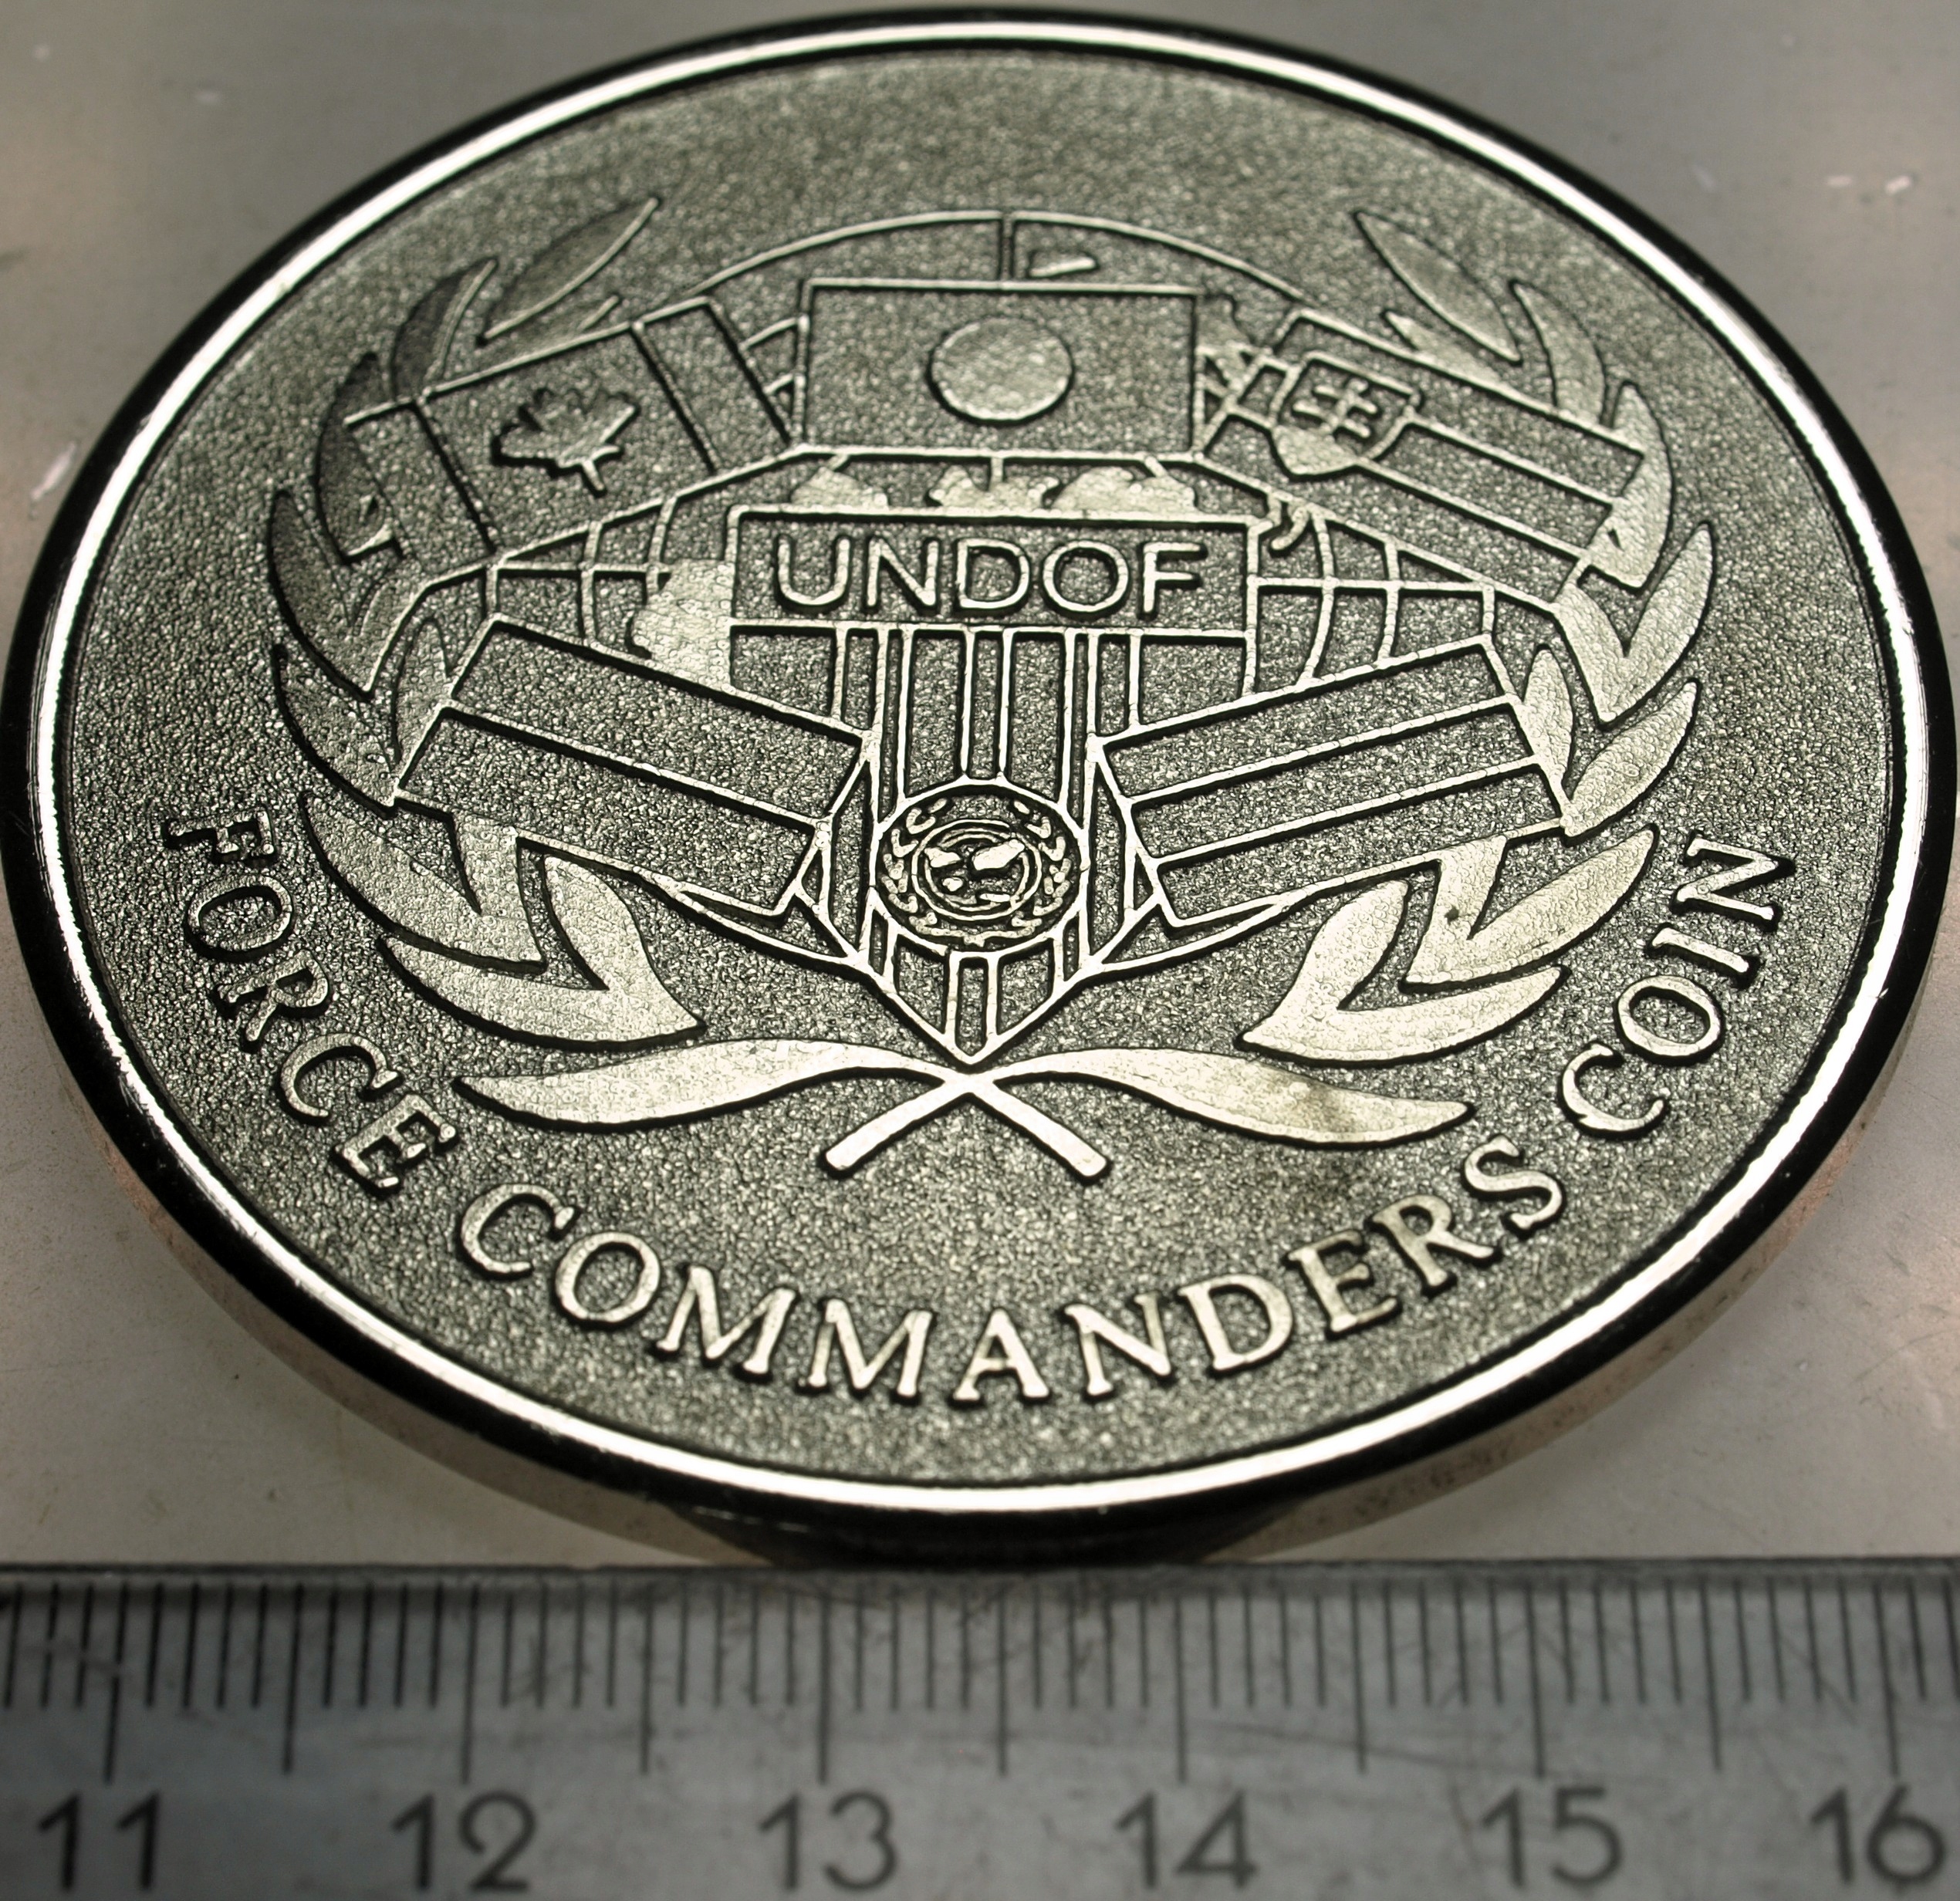 UNDOF
FORCE COMMANDERS COIN
11 12 13 14 15 16